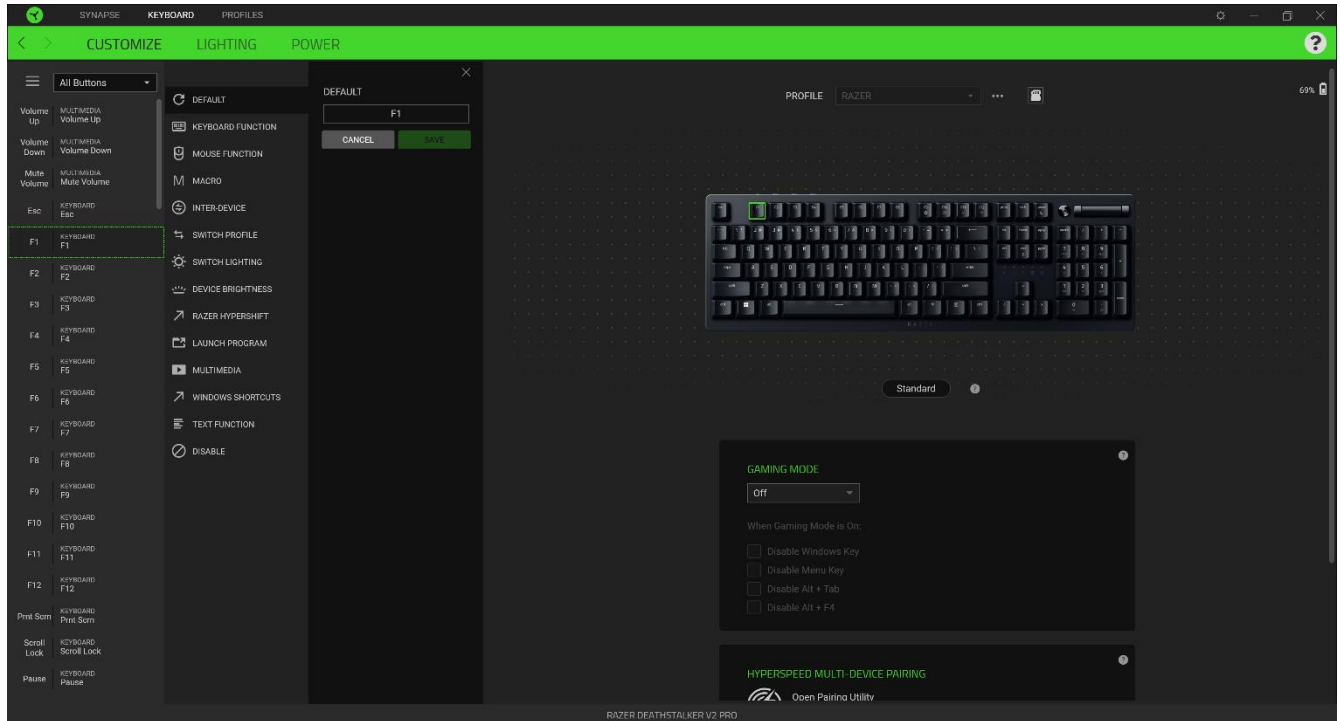 SYNAPSE KEYBOARD PROFILES
CUSTOMIZE LIGHTING POWER
All Buttons
Volume Up MULTIMEDIA Volume Up
Volume Down MULTIMEDIA Volume Down
Mute Volume MULTIMEDIA Mute Volume
Esc KEYBOARD Esc
F1 KEYBOARD F1
F2 KEYBOARD F2
F3 KEYBOARD F3
F4 KEYBOARD F4
F5 KEYBOARD F5
F6 KEYBOARD F6
F7 KEYBOARD F7
F8 KEYBOARD F8
F9 KEYBOARD F9
F10 KEYBOARD F10
F11 KEYBOARD F11
F12 KEYBOARD F12
Prnt Scrn KEYBOARD Prnt Scrn
Scroll Lock KEYBOARD Scroll Lock
Pause KEYBOARD Pause
DEFAULT
KEYBOARD FUNCTION
MOUSE FUNCTION
MACRO
INTER-DEVICE
SWITCH PROFILE
SWITCH LIGHTING
DEVICE BRIGHTNESS
RAZER HYPERSHIFT
LAUNCH PROGRAM
MULTIMEDIA
WINDOWS SHORTCUTS
TEXT FUNCTION
DISABLE
DEFAULT
F1
CANCEL SAVE
PROFILE RAZER
69%
Standard
GAMING MODE
Off
When Gaming Mode is On:
Disable Windows Key
Disable Menu Key
Disable Alt + Tab
Disable Alt + F4
HYPERSPEED MULTI-DEVICE PAIRING
Open Pairing Utility
RAZER DEATHSTALKER V2 PRO